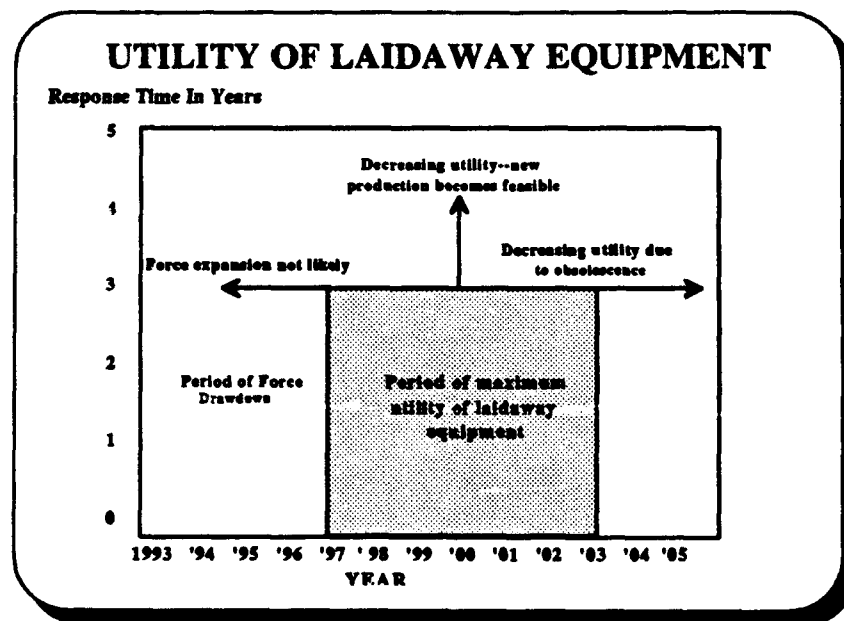 UTILITY OF LAIDAWAY EQUIPMENT
Response Time In Years
5
Decreasing utility--new
production becomes feasible
4
Decreasing utility due
to obsolescence
Force expansion not likely
3
2
Period of Force
Drawdown
Period of maximum
utility of laidaway
equipment
1
0
1993 '94 '95 '96 '97 '98 '99 '00 '01 '02 '03 '04 '05
YEAR